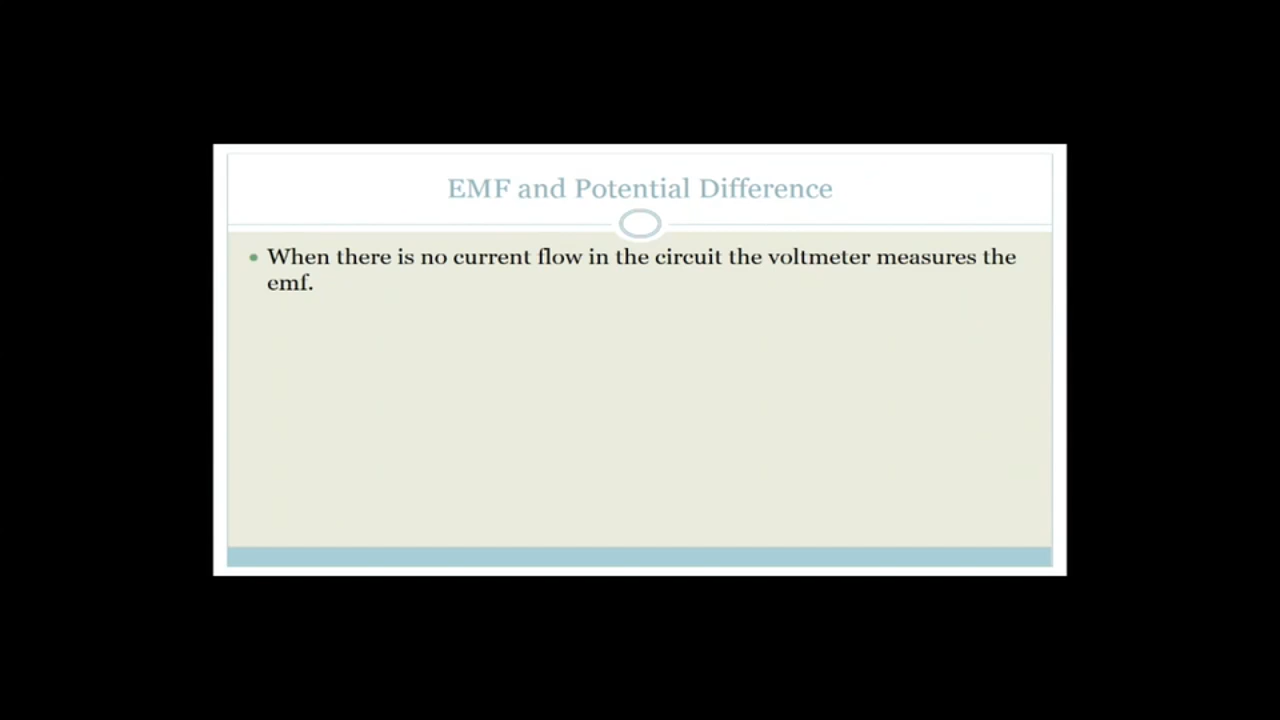 EMF and Potential Difference
• When there is no current flow in the circuit the voltmeter measures the
emf.